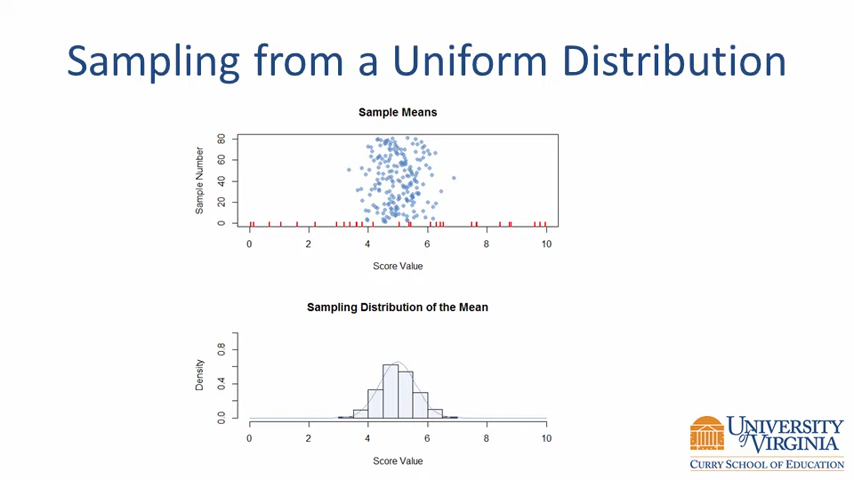 Sampling from a Uniform Distribution
Sample Means
Sample Number
80
60
40
20
0
0 2 4 6 8 10
Score Value
Sampling Distribution of the Mean
Density
0.8
0.4
0.0
0 2 4 6 8 10
Score Value
UNIVERSITY
of VIRGINIA
CURRY SCHOOL OF EDUCATION